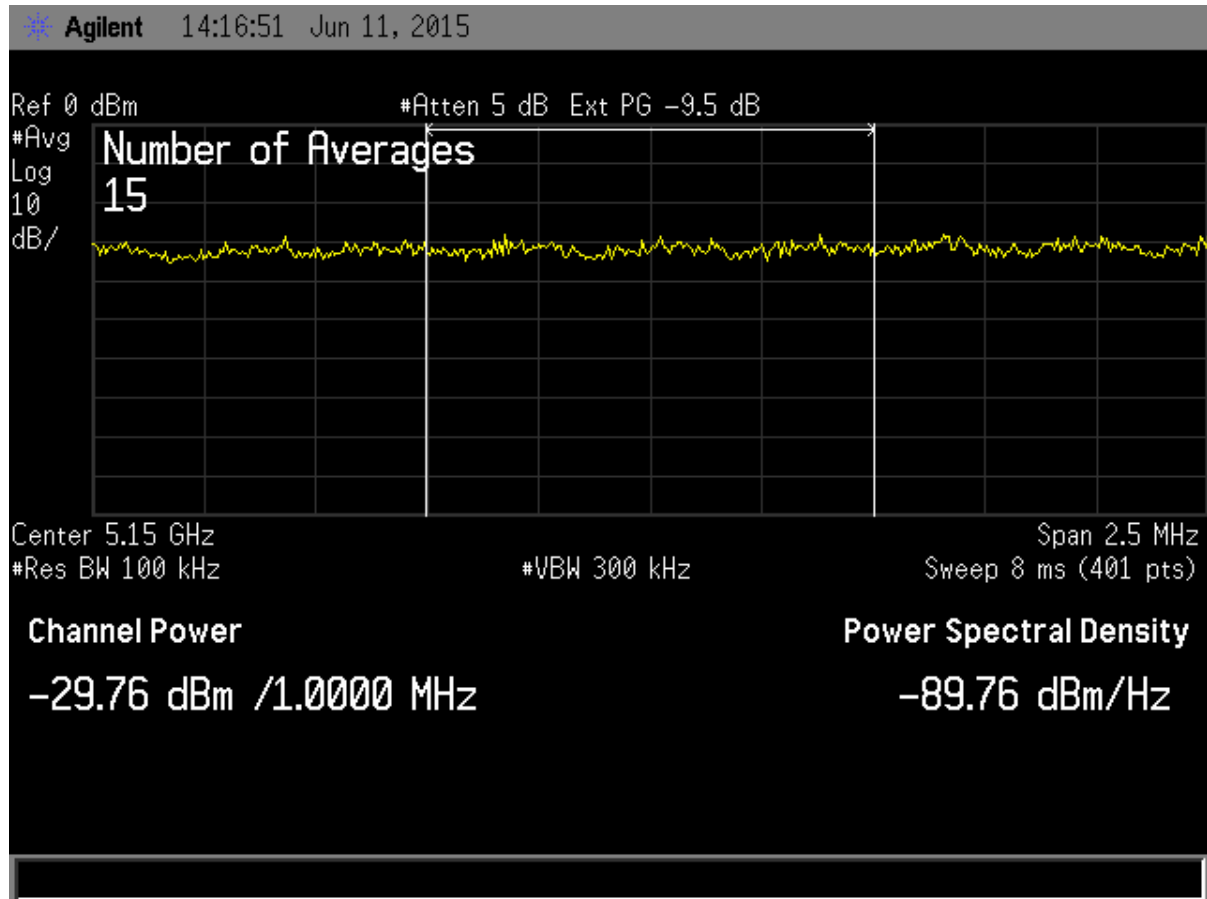 Agilent 14:16:51 Jun 11, 2015
Ref 0 dBm #Atten 5 dB Ext PG -9.5 dB
#Avg
Log
10
dB/
Number of Averages
15
Center 5.15 GHz Span 2.5 MHz
#Res BW 100 kHz #VBW 300 kHz Sweep 8 ms (401 pts)
Channel Power Power Spectral Density
-29.76 dBm /1.0000 MHz -89.76 dBm/Hz